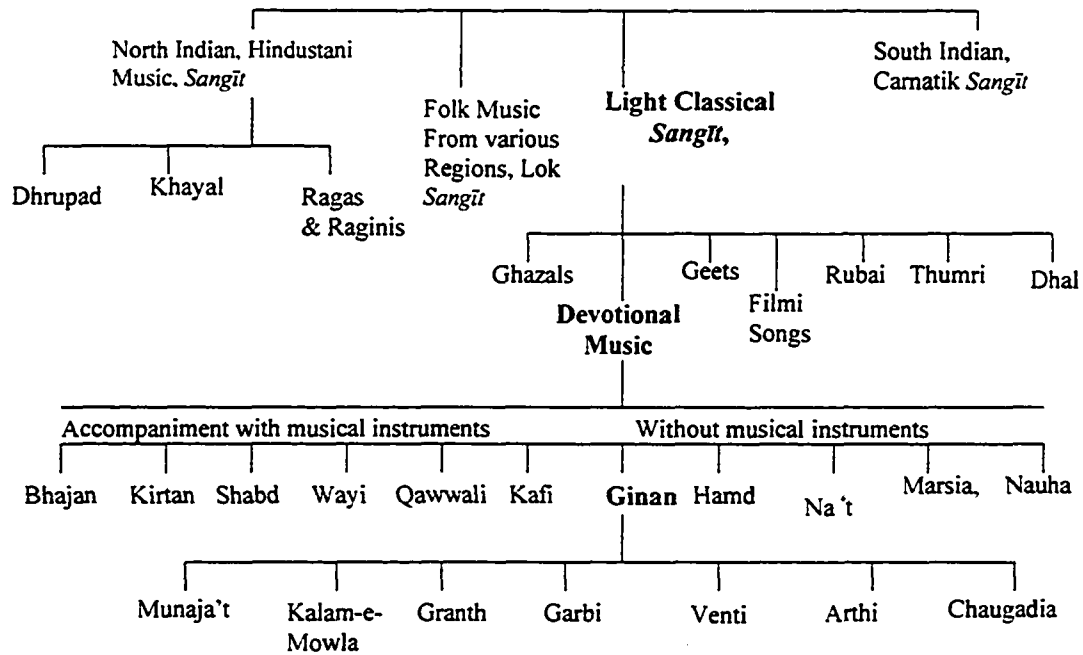 North Indian, Hindustani
Music, Sangīt
South Indian,
Carnatik Sangīt
Folk Music
From various
Regions, Lok
Sangīt
Light Classical
Sangīt,
Dhrupad
Khayal
Ragas
& Raginis
Ghazals
Geets
Filmi
Songs
Rubai
Thumri
Dhal
Devotional
Music
Accompaniment with musical instruments
Without musical instruments
Bhajan
Kirtan
Shabd
Wayi
Qawwali
Kafi
Ginan
Hamd
Na't
Marsia,
Nauha
Munaja't
Kalam-e-
Mowla
Granth
Garbi
Venti
Arthi
Chaugadia